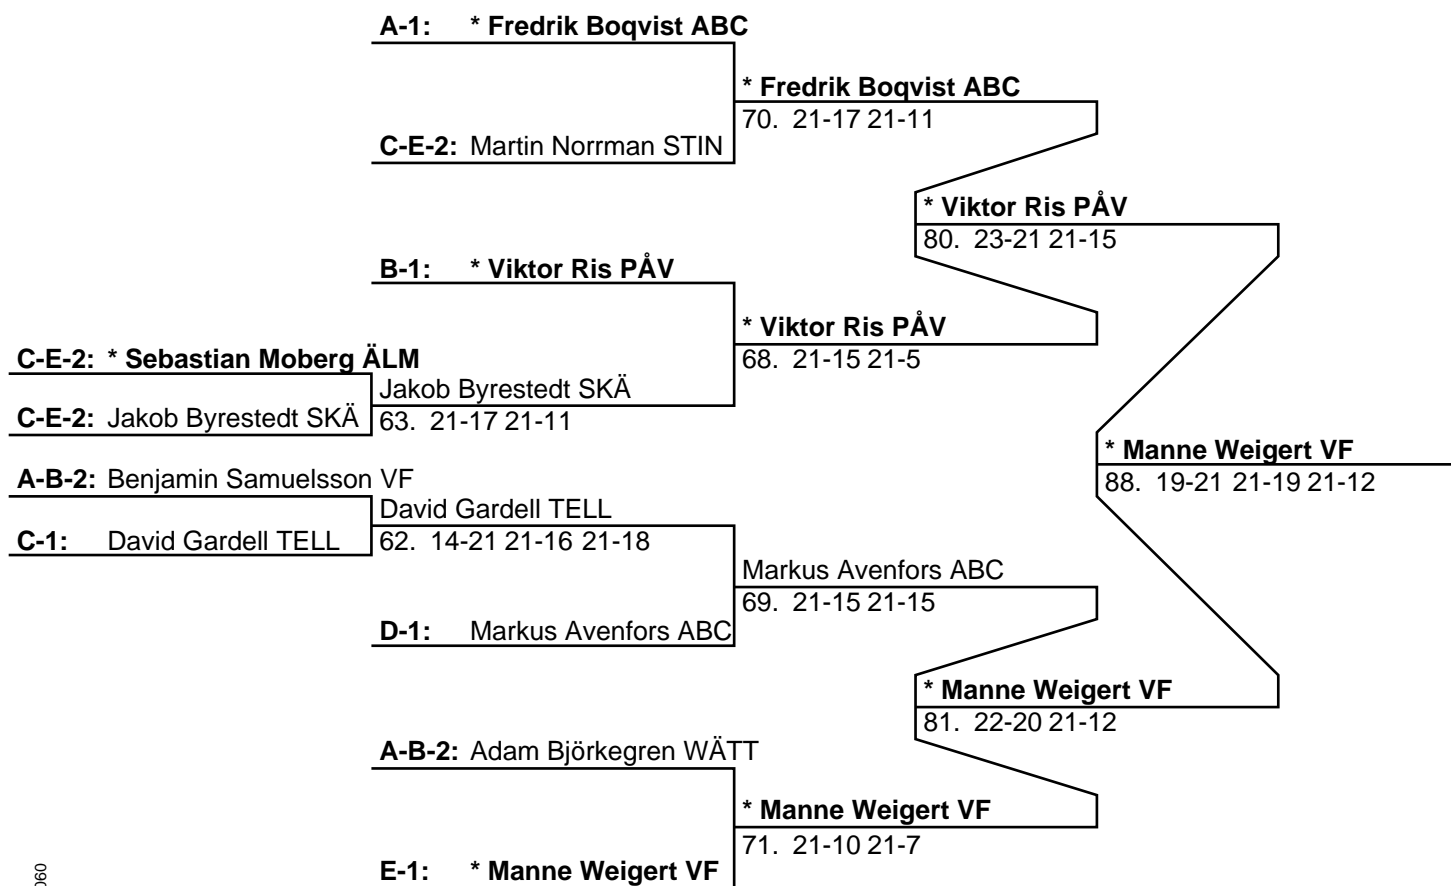 A-1: * Fredrik Boqvist ABC
* Fredrik Boqvist ABC
70. 21-17 21-11
C-E-2: Martin Norrman STIN
* Viktor Ris PÅV
80. 23-21 21-15
B-1: * Viktor Ris PÅV
* Viktor Ris PÅV
68. 21-15 21-5
C-E-2: * Sebastian Moberg ÄLM
Jakob Byrestedt SKÄ
63. 21-17 21-11
C-E-2: Jakob Byrestedt SKÄ
* Manne Weigert VF
88. 19-21 21-19 21-12
A-B-2: Benjamin Samuelsson VF
David Gardell TELL
62. 14-21 21-16 21-18
C-1: David Gardell TELL
Markus Avenfors ABC
69. 21-15 21-15
D-1: Markus Avenfors ABC
* Manne Weigert VF
81. 22-20 21-12
A-B-2: Adam Björkegren WÄTT
* Manne Weigert VF
71. 21-10 21-7
E-1: * Manne Weigert VF